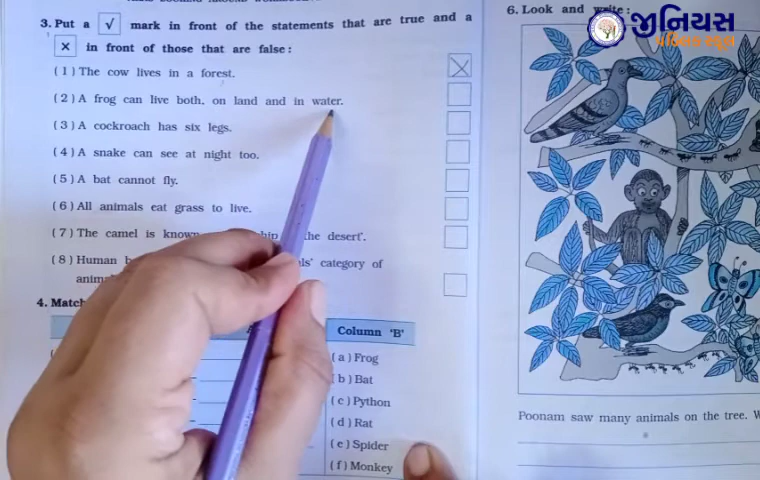 3. Put a √ mark in front of the statements that are true and a
× in front of those that are false :
( 1 ) The cow lives in a forest.
( 2 ) A frog can live both, on land and in water.
( 3 ) A cockroach has six legs.
( 4 ) A snake can see at night too.
( 5 ) A bat cannot fly.
( 6 ) All animals eat grass to live.
( 7 ) The camel is known the desert'.
( 8 ) Human category of
4. Match
Column 'B'
( a ) Frog
( b ) Bat
( c ) Python
( d ) Rat
( e ) Spider
( f ) Monkey
6. Look and write :
જીનિયસ
પબ્લિક સ્કૂલ
Poonam saw many animals on the tree.